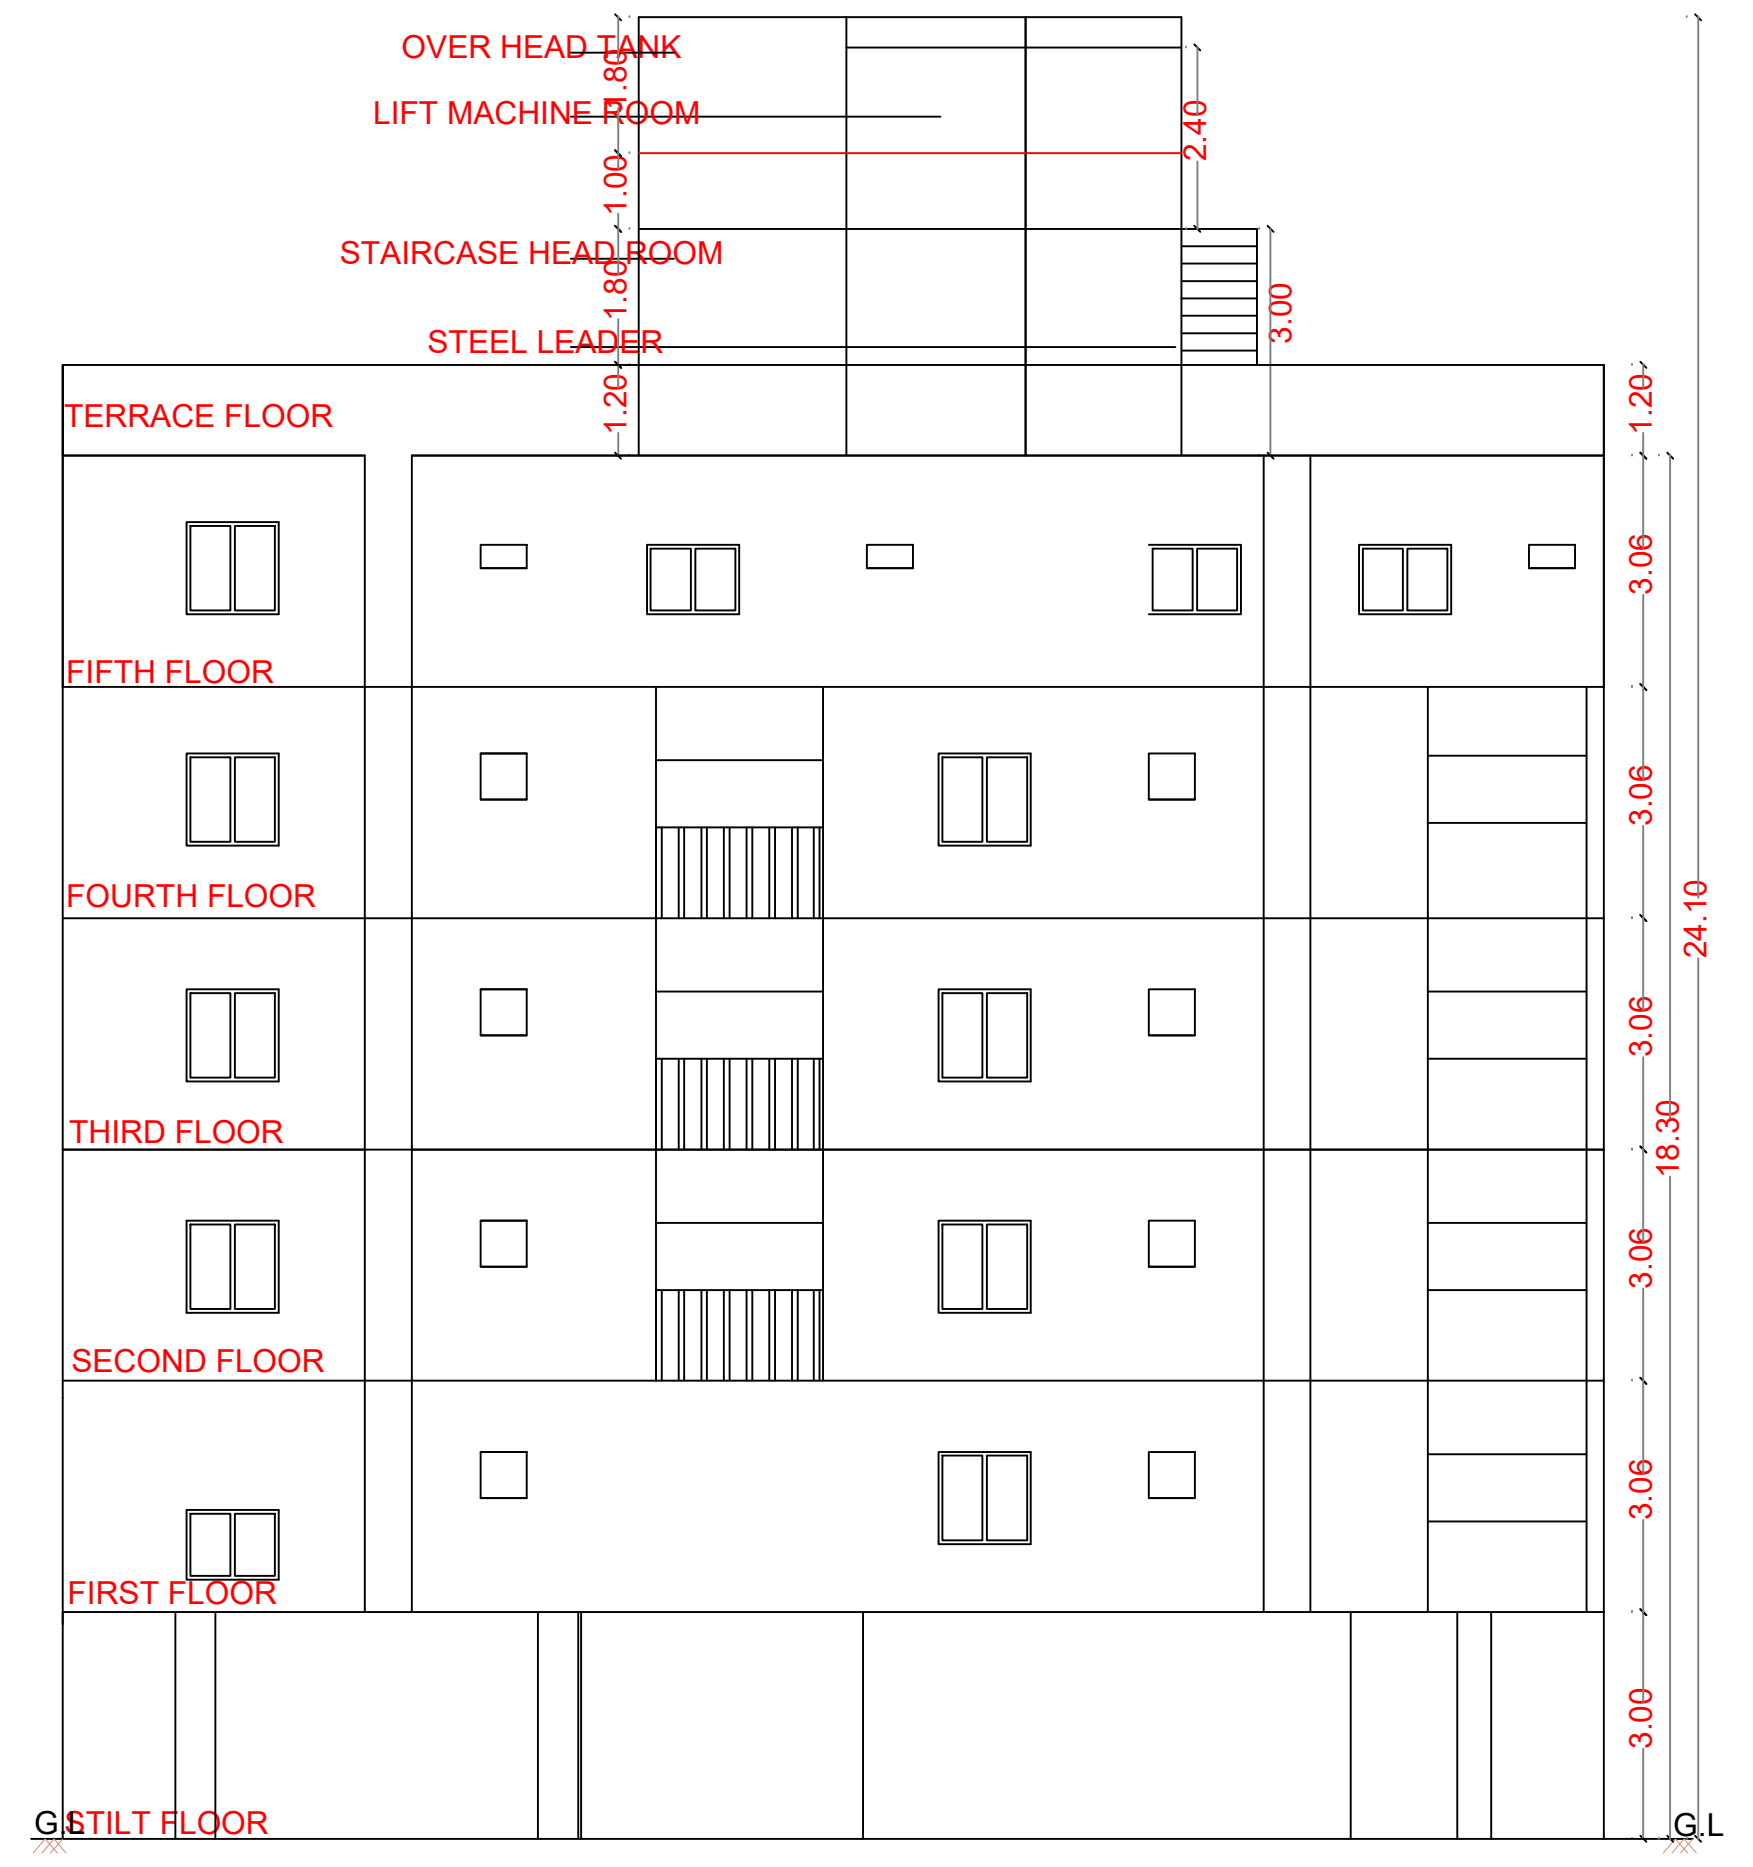 OVER HEAD TANK
1.80
LIFT MACHINE ROOM
2.40
1.00
STAIRCASE HEAD ROOM
1.80
3.00
STEEL LEADER
1.20
1.20
TERRACE FLOOR
3.06
FIFTH FLOOR
3.06
FOURTH FLOOR
24.10
3.06
THIRD FLOOR
18.30
3.06
SECOND FLOOR
3.06
FIRST FLOOR
3.00
G.L
STILT FLOOR
G.L